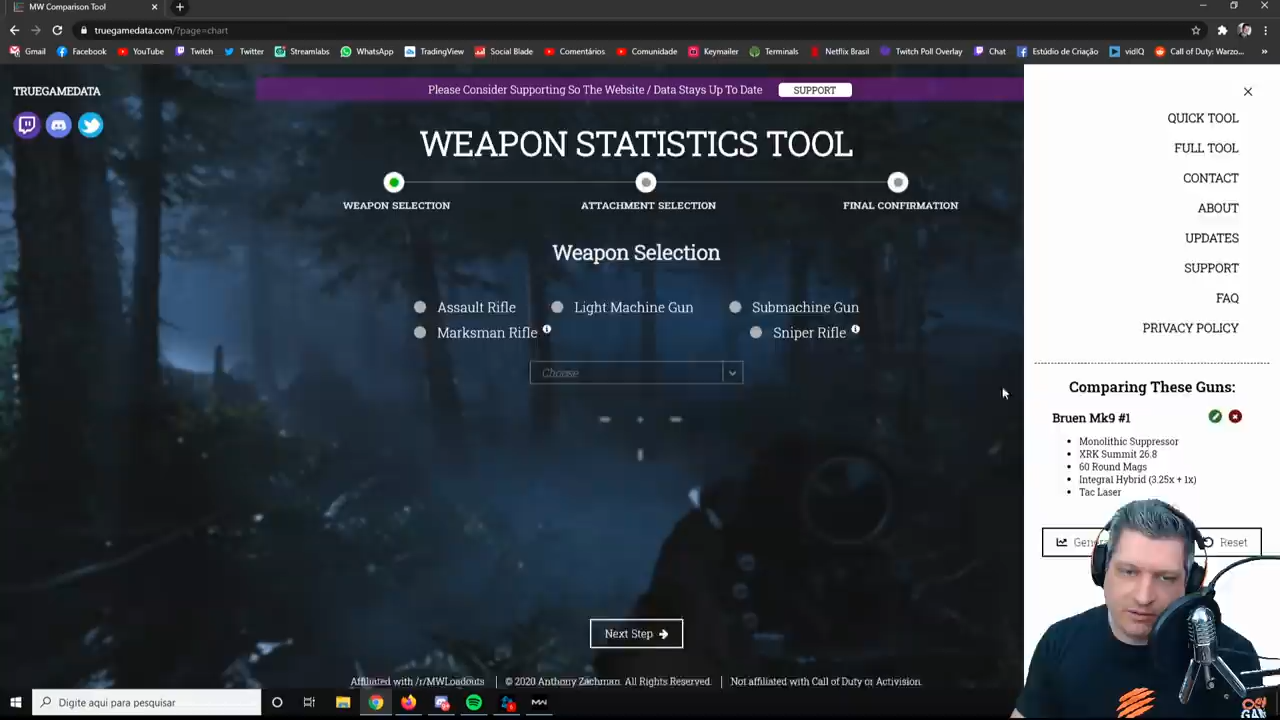 MW Comparison Tool
truegamedata.com/?page=chart
Gmail Facebook YouTube Twitch Twitter Streamlabs WhatsApp TradingView Social Blade Comentários Comunidade Keymailer Terminals Netflix Brasil Twitch Poll Overlay Chat Estúdio de Criação vidIQ Call of Duty: Warzo...
TRUEGAMEDATA
Please Consider Supporting So The Website / Data Stays Up To Date SUPPORT
WEAPON STATISTICS TOOL
WEAPON SELECTION ATTACHMENT SELECTION FINAL CONFIRMATION
Weapon Selection
Assault Rifle Light Machine Gun Submachine Gun
Marksman Rifle Sniper Rifle
Choose
Next Step
Affiliated with /r/MWLoadouts © 2020 Anthony Zachman. All Rights Reserved. Not affiliated with Call of Duty or Activision.
QUICK TOOL
FULL TOOL
CONTACT
ABOUT
UPDATES
SUPPORT
FAQ
PRIVACY POLICY
Comparing These Guns:
Bruen Mk9 #1
Monolithic Suppressor
XRK Summit 26.8
60 Round Mags
Integral Hybrid (3.25x + 1x)
Tac Laser
Reset
Digite aqui para pesquisar